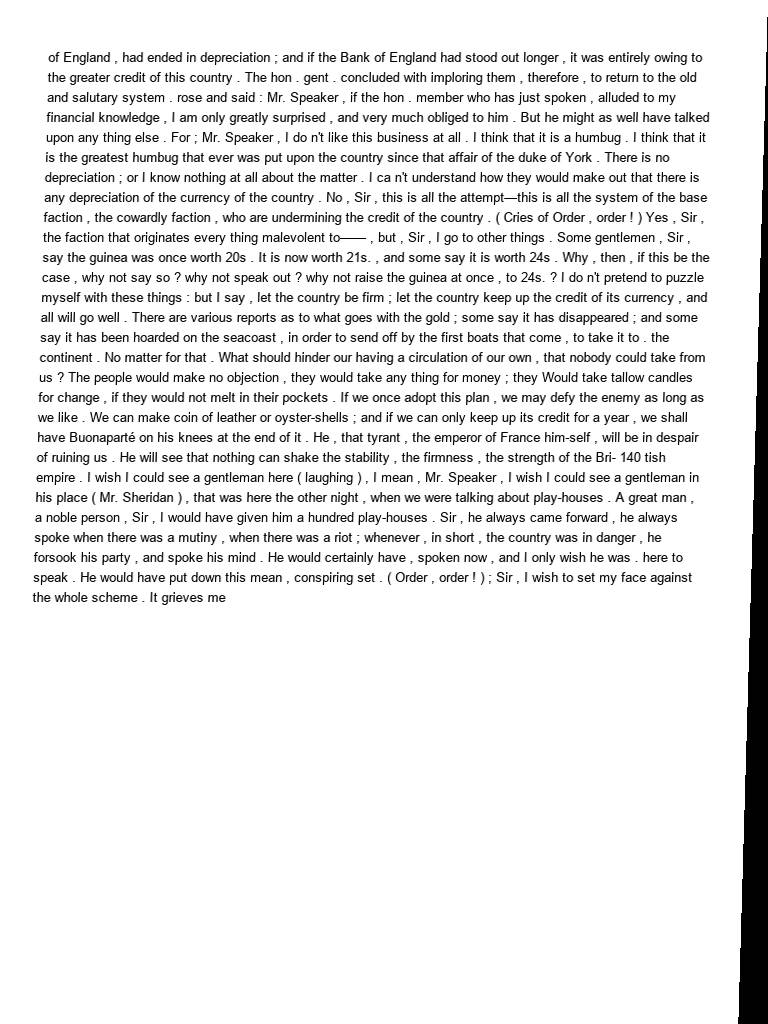 of England , had ended in depreciation ; and if the Bank of England had stood out longer , it was entirely owing to
the greater credit of this country . The hon . gent . concluded with imploring them , therefore , to return to the old
and salutary system . rose and said : Mr. Speaker , if the hon . member who has just spoken , alluded to my
financial knowledge , I am only greatly surprised , and very much obliged to him . But he might as well have talked
upon any thing else . For ; Mr. Speaker , I do n't like this business at all . I think that it is a humbug . I think that it
is the greatest humbug that ever was put upon the country since that affair of the duke of York . There is no
depreciation ; or I know nothing at all about the matter . I ca n't understand how they would make out that there is
any depreciation of the currency of the country . No , Sir , this is all the attempt—this is all the system of the base
faction , the cowardly faction , who are undermining the credit of the country . ( Cries of Order , order ! ) Yes , Sir ,
the faction that originates every thing malevolent to—— , but , Sir , I go to other things . Some gentlemen , Sir ,
say the guinea was once worth 20s . It is now worth 21s. , and some say it is worth 24s . Why , then , if this be the
case , why not say so ? why not speak out ? why not raise the guinea at once , to 24s. ? I do n't pretend to puzzle
myself with these things : but I say , let the country be firm ; let the country keep up the credit of its currency , and
all will go well . There are various reports as to what goes with the gold ; some say it has disappeared ; and some
say it has been hoarded on the seacoast , in order to send off by the first boats that come , to take it to . the
continent . No matter for that . What should hinder our having a circulation of our own , that nobody could take from
us ? The people would make no objection , they would take any thing for money ; they Would take tallow candles
for change , if they would not melt in their pockets . If we once adopt this plan , we may defy the enemy as long as
we like . We can make coin of leather or oyster-shells ; and if we can only keep up its credit for a year , we shall
have Buonaparté on his knees at the end of it . He , that tyrant , the emperor of France him-self , will be in despair
of ruining us . He will see that nothing can shake the stability , the firmness , the strength of the Bri- 140 tish
empire . I wish I could see a gentleman here ( laughing ) , I mean , Mr. Speaker , I wish I could see a gentleman in
his place ( Mr. Sheridan ) , that was here the other night , when we were talking about play-houses . A great man ,
a noble person , Sir , I would have given him a hundred play-houses . Sir , he always came forward , he always
spoke when there was a mutiny , when there was a riot ; whenever , in short , the country was in danger , he
forsook his party , and spoke his mind . He would certainly have , spoken now , and I only wish he was . here to
speak . He would have put down this mean , conspiring set . ( Order , order ! ) ; Sir , I wish to set my face against
the whole scheme . It grieves me